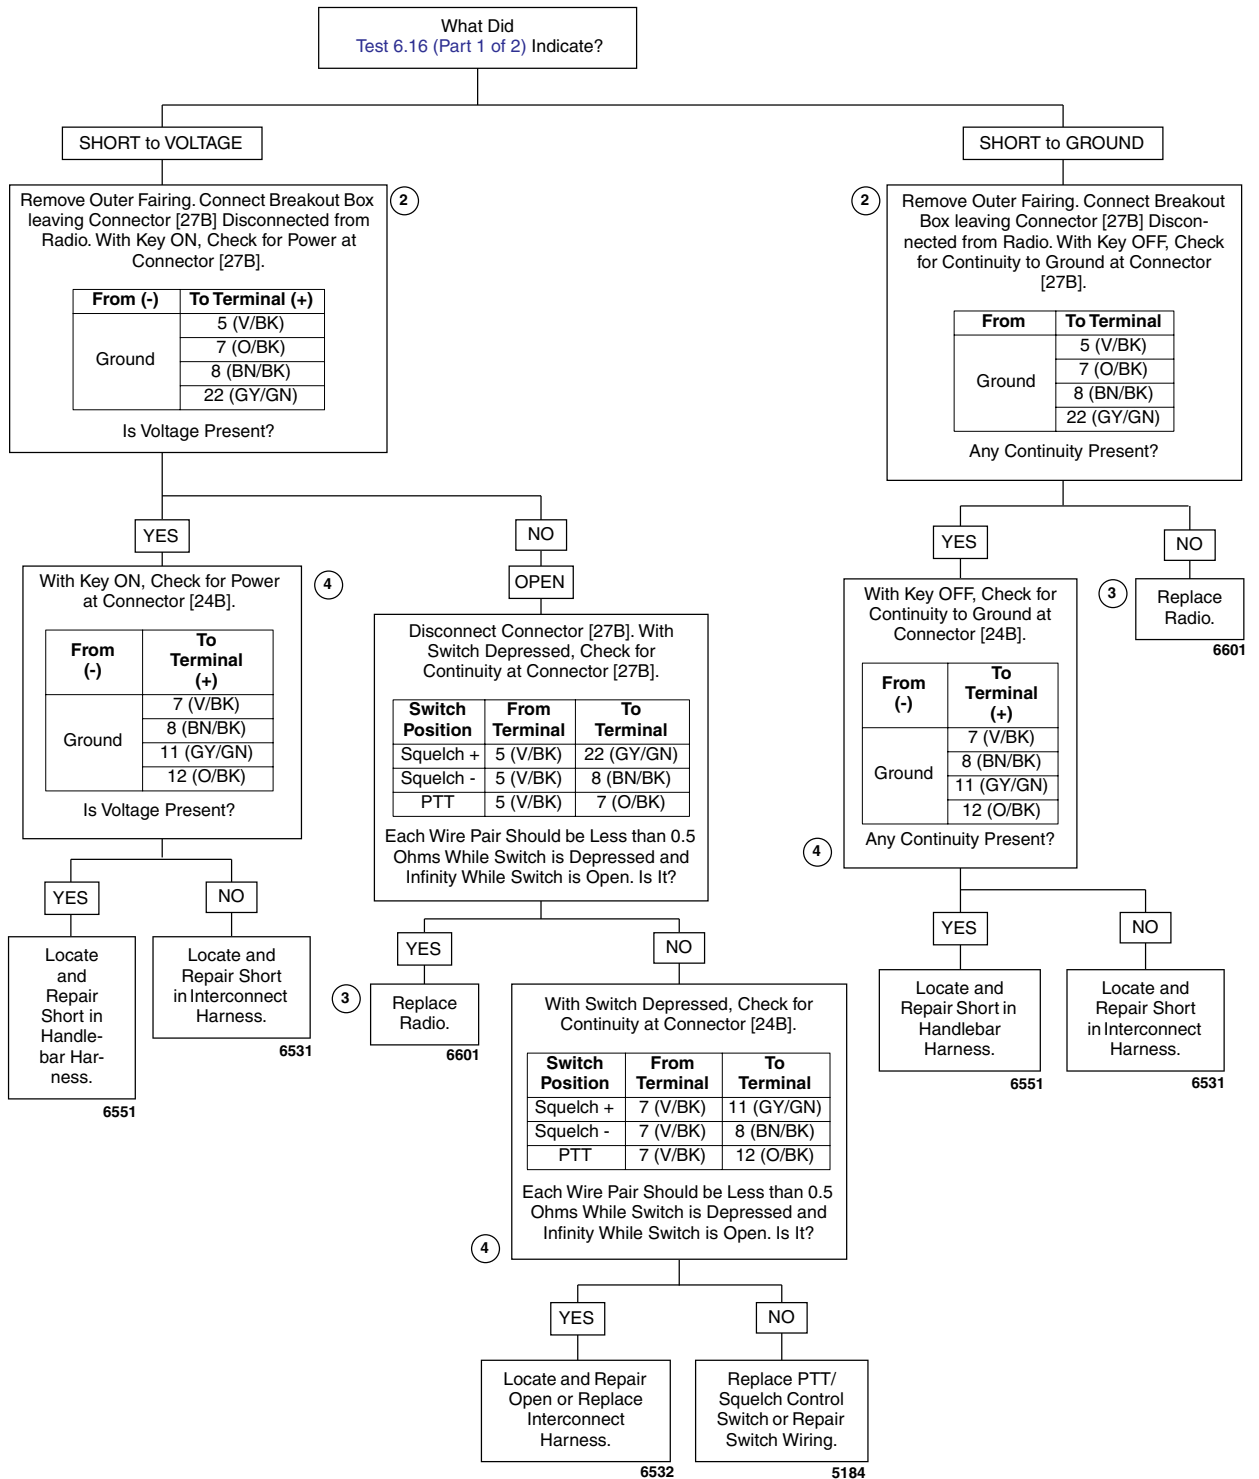 What Did
Test 6.16 (Part 1 of 2) Indicate?
SHORT to VOLTAGE
Remove Outer Fairing. Connect Breakout Box
leaving Connector [27B] Disconnected from
Radio. With Key ON, Check for Power at
Connector [27B].
From (-) To Terminal (+)
Ground
5 (V/BK)
7 (O/BK)
8 (BN/BK)
22 (GY/GN)
Is Voltage Present?
2
SHORT to GROUND
2
Remove Outer Fairing. Connect Breakout
Box leaving Connector [27B] Discon-
nected from Radio. With Key OFF, Check
for Continuity to Ground at Connector
[27B].
From To Terminal
Ground
5 (V/BK)
7 (O/BK)
8 (BN/BK)
22 (GY/GN)
Any Continuity Present?
YES
With Key ON, Check for Power
at Connector [24B].
From
(-)
To
Terminal
(+)
Ground
7 (V/BK)
8 (BN/BK)
11 (GY/GN)
12 (O/BK)
Is Voltage Present?
4
YES
Locate
and
Repair
Short in
Handle-
bar Har-
ness.
6551
NO
Locate and
Repair Short
in Interconnect
Harness.
6531
NO
OPEN
Disconnect Connector [27B]. With
Switch Depressed, Check for
Continuity at Connector [27B].
Switch
Position
From
Terminal
To
Terminal
Squelch + 5 (V/BK) 22 (GY/GN)
Squelch - 5 (V/BK) 8 (BN/BK)
PTT 5 (V/BK) 7 (O/BK)
Each Wire Pair Should be Less than 0.5
Ohms While Switch is Depressed and
Infinity While Switch is Open. Is It?
YES
3
Replace
Radio.
6601
NO
With Switch Depressed, Check for
Continuity at Connector [24B].
Switch
Position
From
Terminal
To
Terminal
Squelch + 7 (V/BK) 11 (GY/GN)
Squelch - 7 (V/BK) 8 (BN/BK)
PTT 7 (V/BK) 12 (O/BK)
Each Wire Pair Should be Less than 0.5
Ohms While Switch is Depressed and
Infinity While Switch is Open. Is It?
4
YES
Locate and Repair
Open or Replace
Interconnect
Harness.
6532
NO
Replace PTT/
Squelch Control
Switch or Repair
Switch Wiring.
5184
YES
With Key OFF, Check for
Continuity to Ground at
Connector [24B].
From
(-)
To
Terminal
(+)
Ground
7 (V/BK)
8 (BN/BK)
11 (GY/GN)
12 (O/BK)
Any Continuity Present?
4
YES
Locate and
Repair Short in
Handlebar
Harness.
6551
NO
Locate and
Repair Short
in Interconnect
Harness.
6531
NO
3
Replace
Radio.
6601